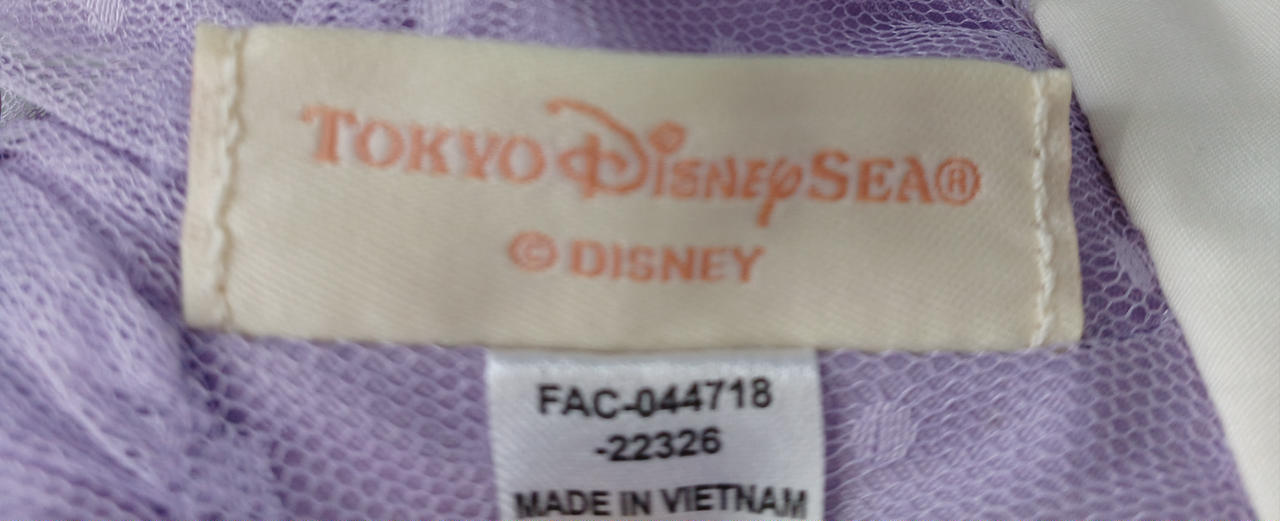 TOKYO DISNEYSEA®
© DISNEY
FAC-044718
-22326
MADE IN VIETNAM